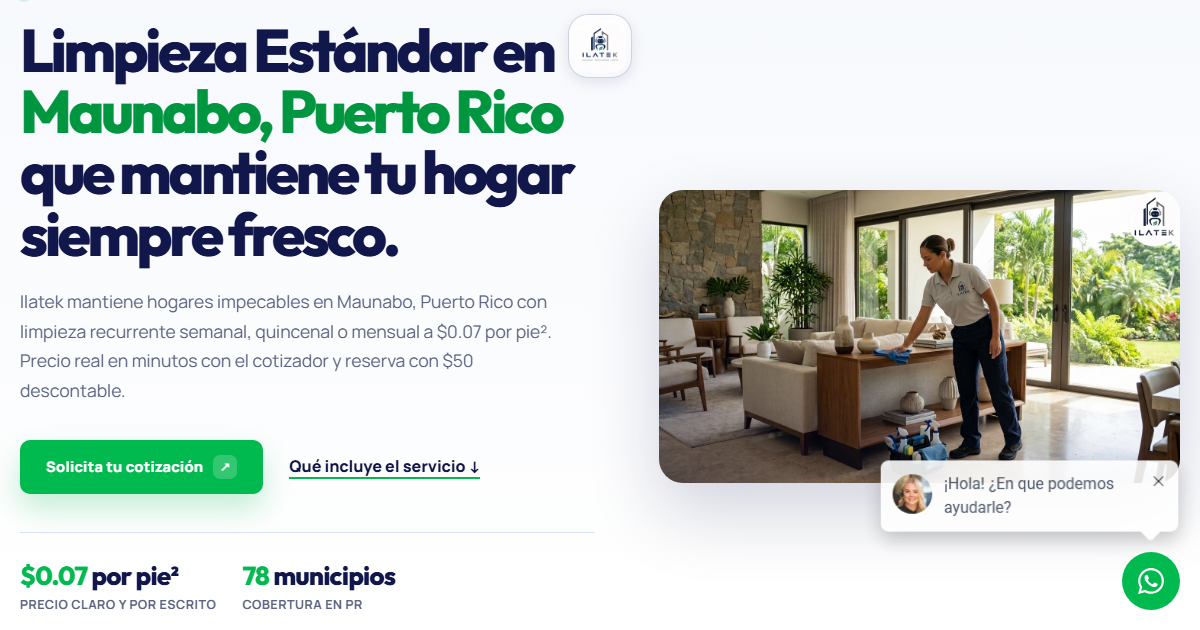 Limpieza Estándar en
ILATEK
Maunabo, Puerto Rico
que mantiene tu hogar
siempre fresco.
Ilatek mantiene hogares impecables en Maunabo, Puerto Rico con
limpieza recurrente semanal, quincenal o mensual a $0.07 por pie².
Precio real en minutos con el cotizador y reserva con $50
descontable.
Solicita tu cotización ↗
Qué incluye el servicio ↓
$0.07 por pie²
PRECIO CLARO Y POR ESCRITO
78 municipios
COBERTURA EN PR
ILATEK
ILATEK
¡Hola! ¿En que podemos
ayudarle?